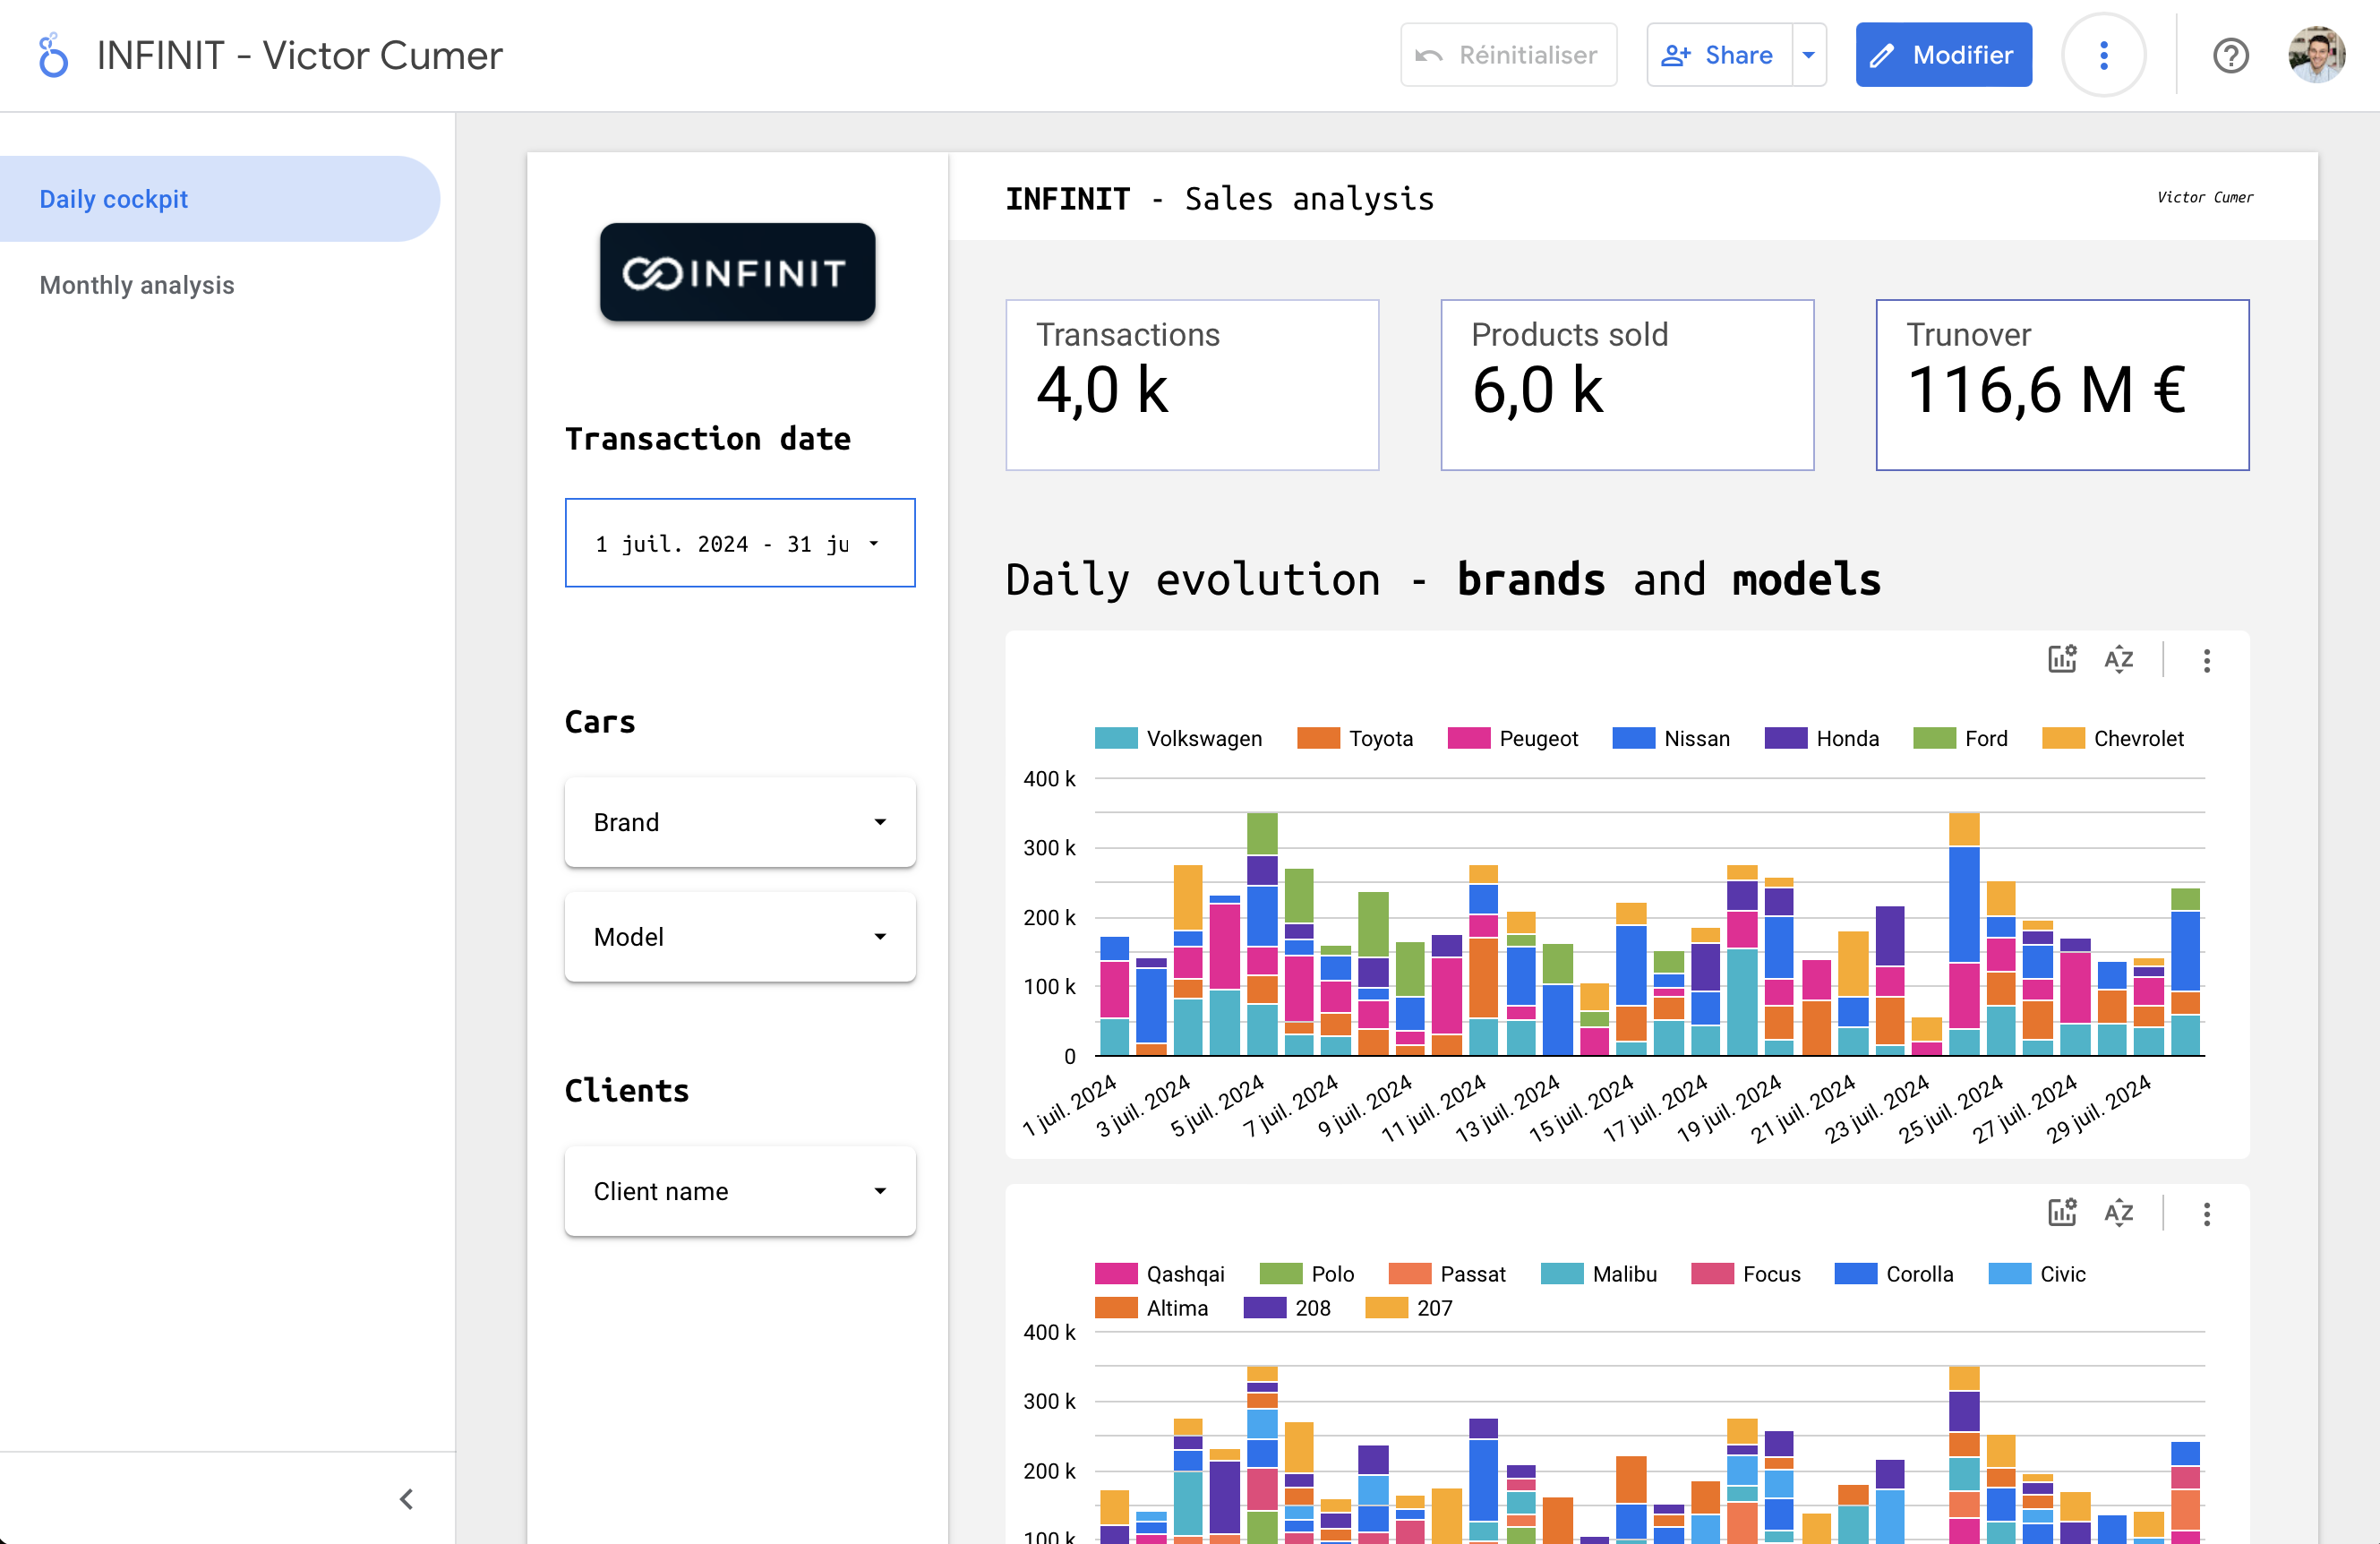 INFINIT - Victor Cumer
Réinitialiser
Share
Modifier
Daily cockpit
Monthly analysis
INFINIT
Transaction date
1 juil. 2024 - 31 ju
Cars
Brand
Model
Clients
Client name
INFINIT - Sales analysis
Victor Cumer
Transactions
4,0 k
Products sold
6,0 k
Trunover
116,6 M €
Daily evolution - brands and models
AZ
Volkswagen Toyota Peugeot Nissan Honda Ford Chevrolet
400 k
300 k
200 k
100 k
0
1 juil. 2024 3 juil. 2024 5 juil. 2024 7 juil. 2024 9 juil. 2024 11 juil. 2024 13 juil. 2024 15 juil. 2024 17 juil. 2024 19 juil. 2024 21 juil. 2024 23 juil. 2024 25 juil. 2024 27 juil. 2024 29 juil. 2024
AZ
Qashqai Polo Passat Malibu Focus Corolla Civic
Altima 208 207
400 k
300 k
200 k
100 k